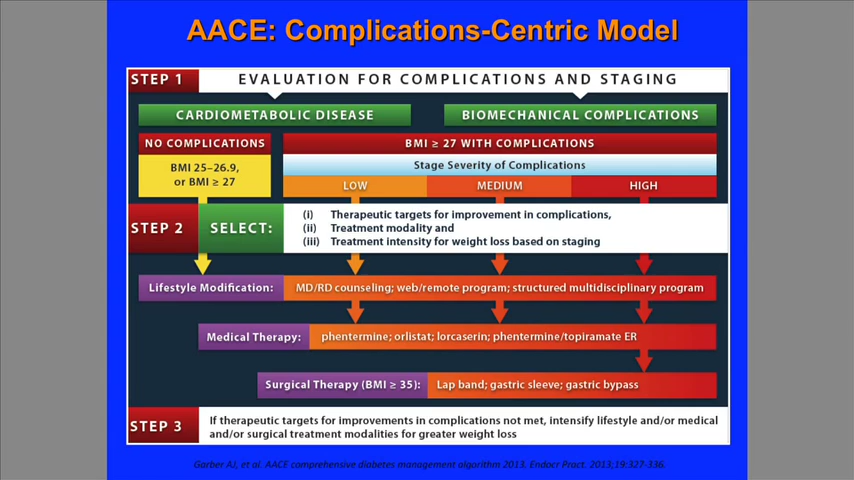 AACE: Complications-Centric Model
STEP 1
EVALUATION FOR COMPLICATIONS AND STAGING
CARDIOMETABOLIC DISEASE
BIOMECHANICAL COMPLICATIONS
NO COMPLICATIONS
BMI ≥ 27 WITH COMPLICATIONS
BMI 25–26.9,
or BMI ≥ 27
Stage Severity of Complications
LOW
MEDIUM
HIGH
STEP 2
SELECT:
(i) Therapeutic targets for improvement in complications,
(ii) Treatment modality and
(iii) Treatment intensity for weight loss based on staging
Lifestyle Modification:
MD/RD counseling; web/remote program; structured multidisciplinary program
Medical Therapy:
phentermine; orlistat; lorcaserin; phentermine/topiramate ER
Surgical Therapy (BMI ≥ 35):
Lap band; gastric sleeve; gastric bypass
STEP 3
If therapeutic targets for improvements in complications not met, intensify lifestyle and/or medical
and/or surgical treatment modalities for greater weight loss
Garber AJ, et al. AACE comprehensive diabetes management algorithm 2013. Endocr Pract. 2013;19:327-336.